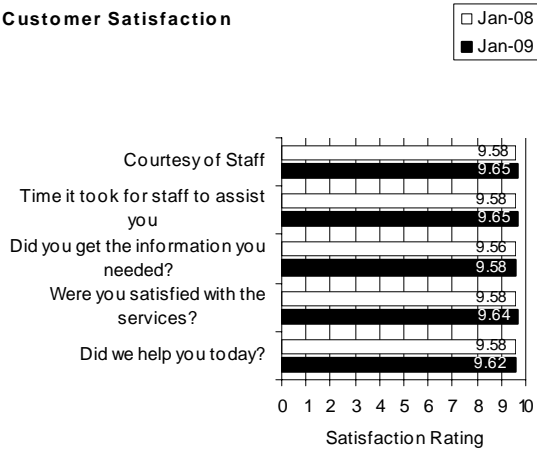 Customer Satisfaction
Jan-08
Jan-09
Courtesy of Staff
9.58
9.65
Time it took for staff to assist
you
9.58
9.65
Did you get the information you
needed?
9.56
9.58
Were you satisfied with the
services?
9.58
9.64
Did we help you today?
9.58
9.62
0 1 2 3 4 5 6 7 8 9 10
Satisfaction Rating